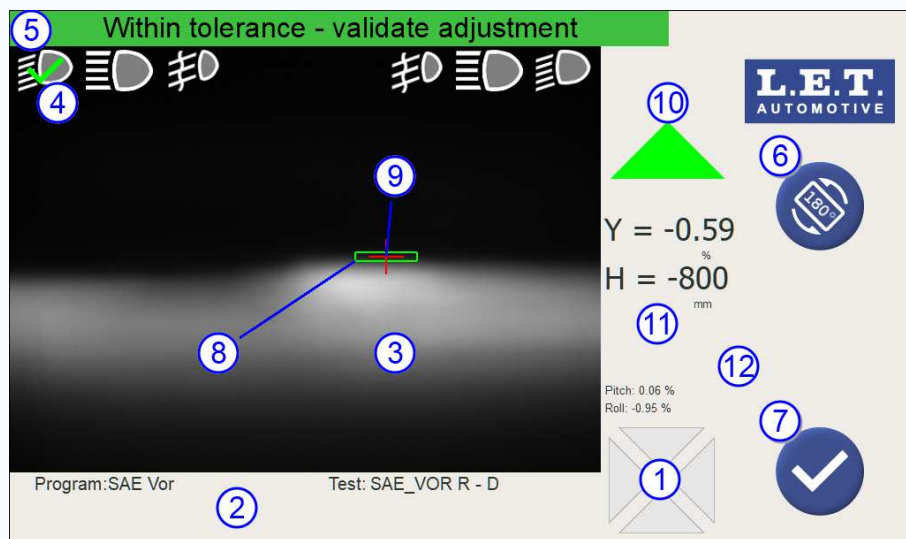 Within tolerance - validate adjustment
5
4
10
L.E.T.
AUTOMOTIVE
6
180°
9
Y = -0.59
%
H = -800
mm
11
8
3
12
Pitch: 0.06 %
Roll: -0.95 %
7
1
Program:SAE Vor
Test: SAE_VOR R - D
2